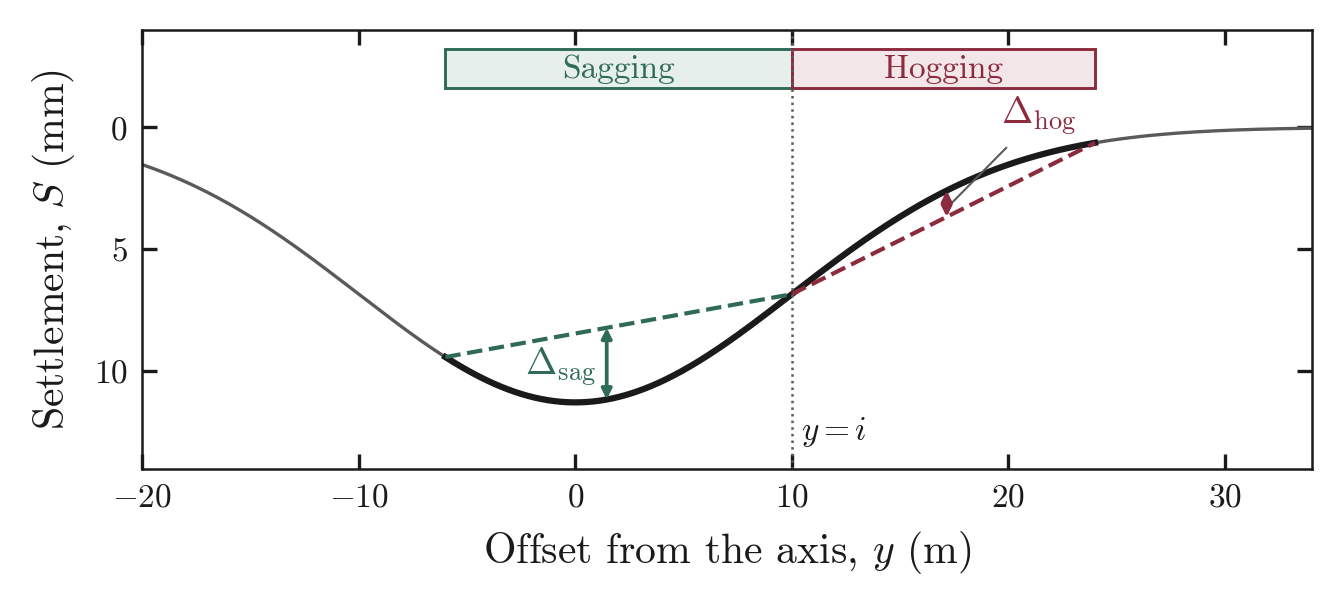 Sagging Hogging
Δhog
Δsag
y = i
0
5
10
Settlement, S (mm)
−20 −10 0 10 20 30
Offset from the axis, y (m)